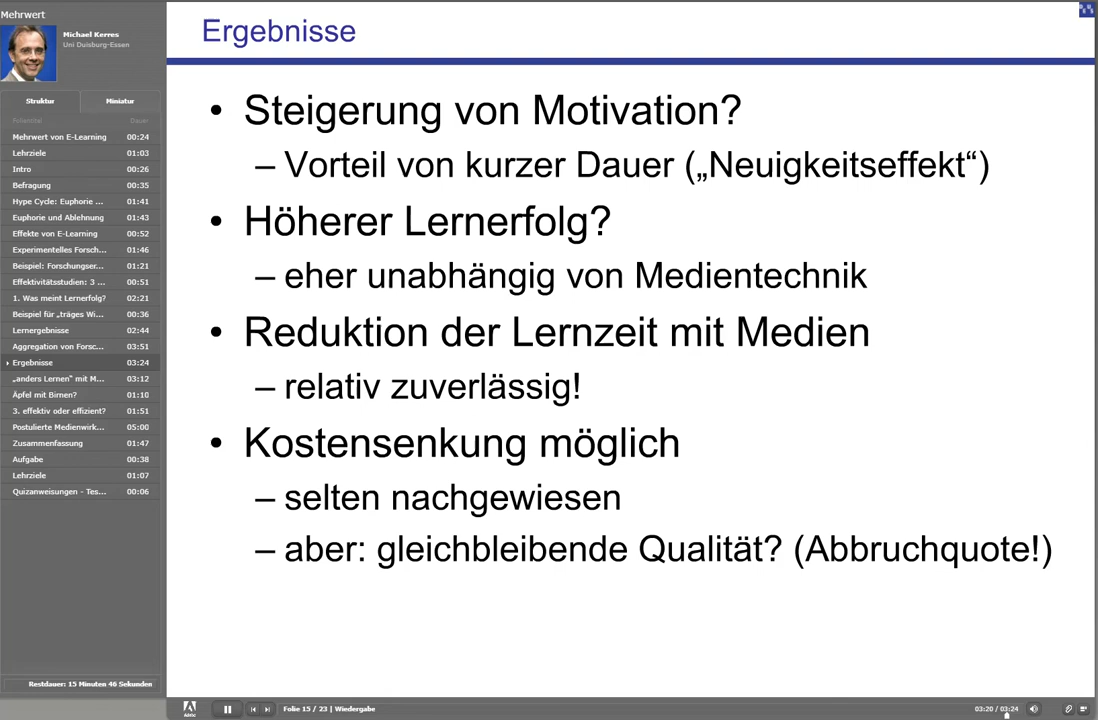 Mehrwert
Michael Kerres
Uni Duisburg-Essen
Struktur Miniatur
Folientitel Dauer
Mehrwert von E-Learning 00:24
Lehrziele 01:03
Intro 00:26
Befragung 00:35
Hype Cycle: Euphorie ... 01:41
Euphorie und Ablehnung 01:43
Effekte von E-Learning 00:52
Experimentelles Forsch... 01:46
Beispiel: Forschungser... 01:21
Effektivitätsstudien: 3 ... 00:51
1. Was meint Lernerfolg? 02:21
Beispiel für „träges Wi... 00:36
Lernergebnisse 02:44
Aggregation von Forsc... 03:51
Ergebnisse 03:24
„anders Lernen“ mit M... 03:12
Äpfel mit Birnen? 01:10
3. effektiv oder effizient? 01:51
Postulierte Medienwirk... 05:00
Zusammenfassung 01:47
Aufgabe 00:38
Lehrziele 01:07
Quizanweisungen - Tes... 00:06
Restdauer: 15 Minuten 46 Sekunden
Ergebnisse
• Steigerung von Motivation?
– Vorteil von kurzer Dauer („Neuigkeitseffekt“)
• Höherer Lernerfolg?
– eher unabhängig von Medientechnik
• Reduktion der Lernzeit mit Medien
– relativ zuverlässig!
• Kostensenkung möglich
– selten nachgewiesen
– aber: gleichbleibende Qualität? (Abbruchquote!)
Folie 15 / 23 | Wiedergabe
03:20 / 03:24